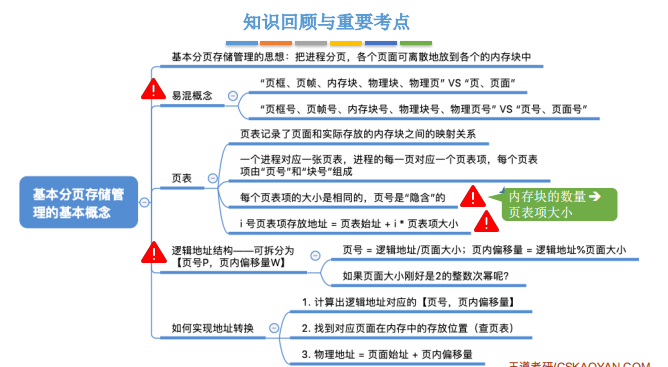 知识回顾与重要考点
基本分页存储管理的思想：把进程分页，各个页面可离散地放到各个的内存块中
易混概念
“页框、页帧、内存块、物理块、物理页” VS “页、页面”
“页框号、页帧号、内存块号、物理块号、物理页号” VS “页号、页面号”
页表记录了页面和实际存放的内存块之间的映射关系
一个进程对应一张页表，进程的每一页对应一个页表项，每个页表
项由“页号”和“块号”组成
页表
每个页表项的大小是相同的，页号是“隐含”的
内存块的数量→
页表项大小
i 号页表项存放地址 = 页表始址 + i * 页表项大小
基本分页存储管
理的基本概念
逻辑地址结构——可拆分为
【页号P，页内偏移量W】
页号 = 逻辑地址/页面大小；页内偏移量 = 逻辑地址%页面大小
如果页面大小刚好是2的整数次幂呢？
如何实现地址转换
1. 计算出逻辑地址对应的【页号，页内偏移量】
2. 找到对应页面在内存中的存放位置（查页表）
3. 物理地址 = 页面始址 + 页内偏移量
王道考研/CSKAOYAN.COM